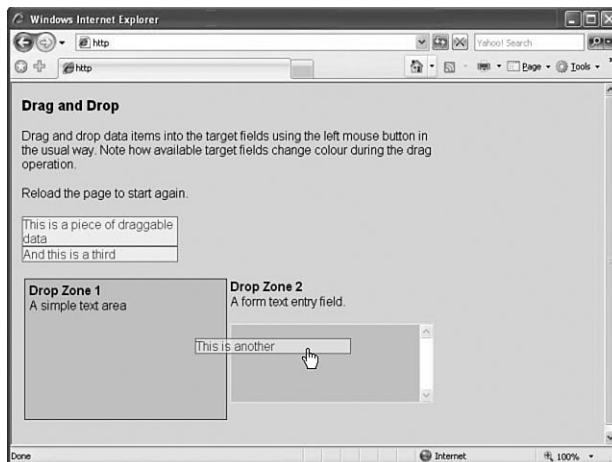 Windows Internet Explorer
http
Yahoo! Search
http
Page
Tools
Drag and Drop
Drag and drop data items into the target fields using the left mouse button in
the usual way. Note how available target fields change colour during the drag
operation.
Reload the page to start again.
This is a piece of draggable
data
And this is a third
Drop Zone 1
A simple text area
Drop Zone 2
A form text entry field.
This is another
Done
Internet
100%